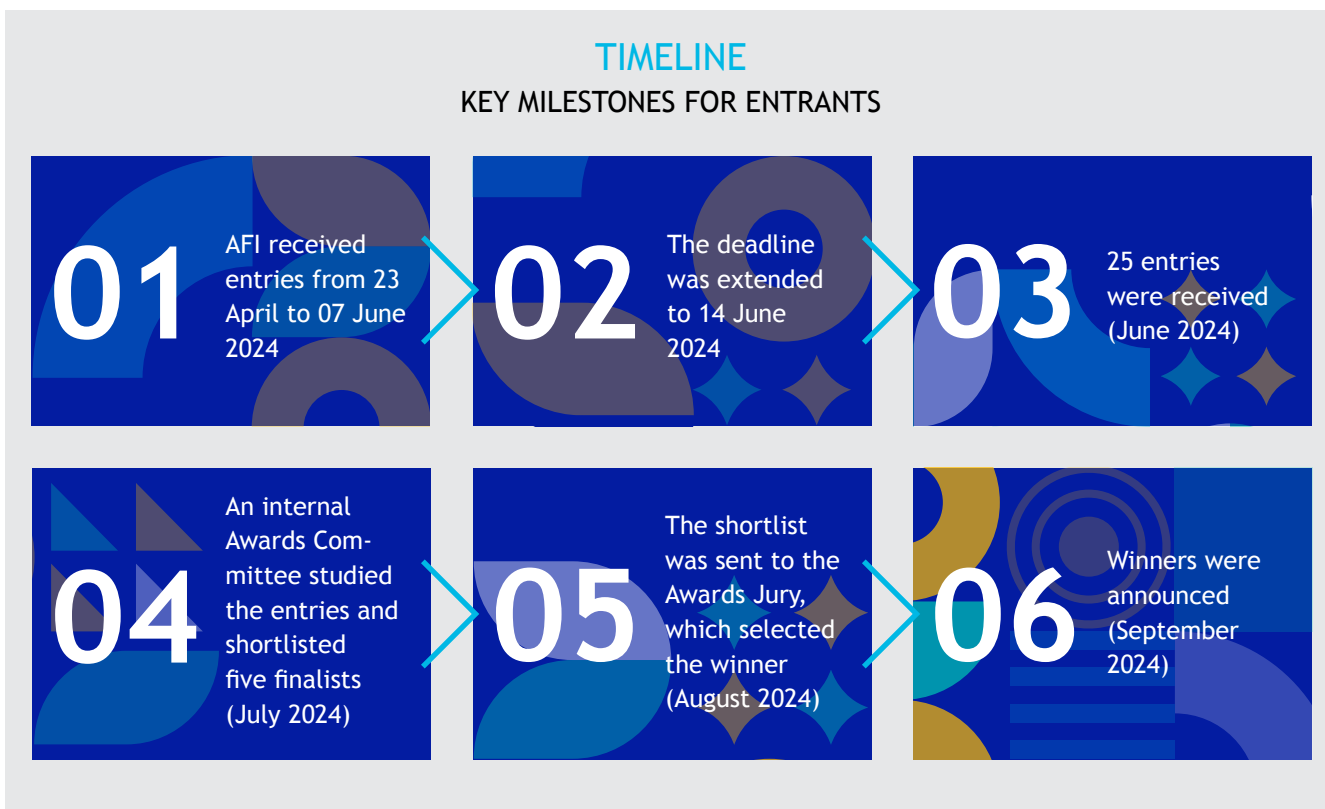 TIMELINE
KEY MILESTONES FOR ENTRANTS
01
AFI received
entries from 23
April to 07 June
2024
02
The deadline
was extended
to 14 June
2024
03
25 entries
were received
(June 2024)
04
An internal
Awards Com-
mittee studied
the entries and
shortlisted
five finalists
(July 2024)
05
The shortlist
was sent to the
Awards Jury,
which selected
the winner
(August 2024)
06
Winners were
announced
(September
2024)